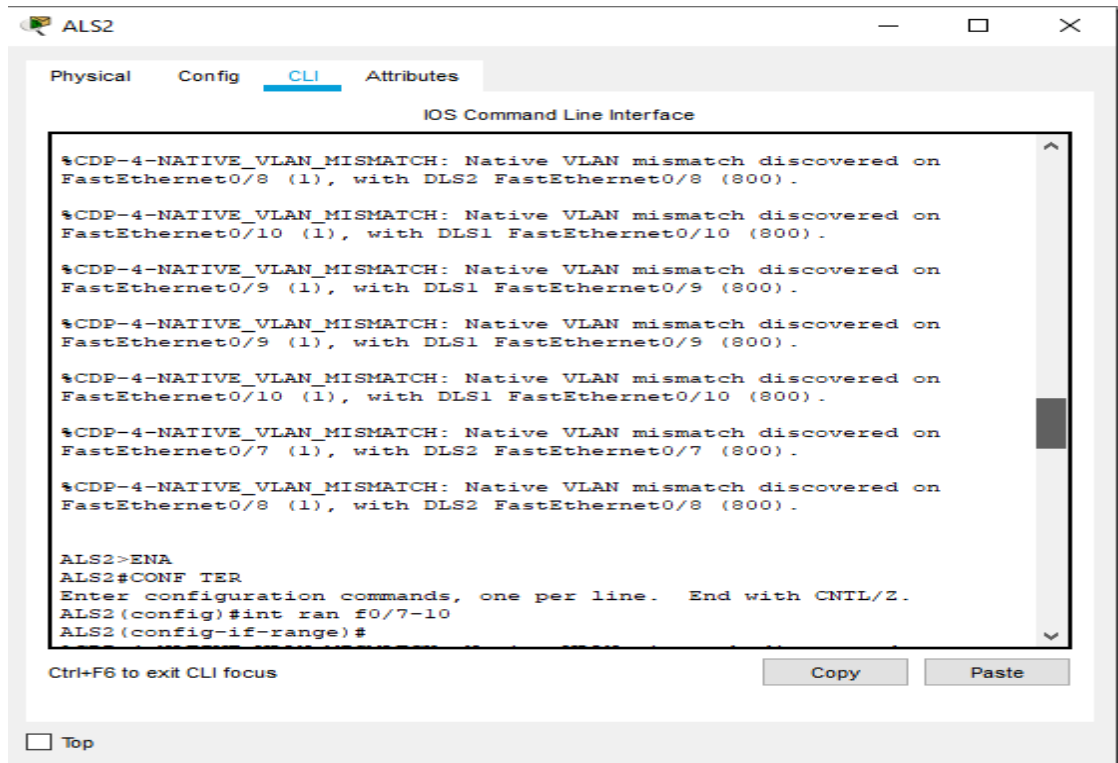 ALS2
Physical Config CLI Attributes
IOS Command Line Interface
%CDP-4-NATIVE_VLAN_MISMATCH: Native VLAN mismatch discovered on
FastEthernet0/8 (1), with DLS2 FastEthernet0/8 (800).
%CDP-4-NATIVE_VLAN_MISMATCH: Native VLAN mismatch discovered on
FastEthernet0/10 (1), with DLS1 FastEthernet0/10 (800).
%CDP-4-NATIVE_VLAN_MISMATCH: Native VLAN mismatch discovered on
FastEthernet0/9 (1), with DLS1 FastEthernet0/9 (800).
%CDP-4-NATIVE_VLAN_MISMATCH: Native VLAN mismatch discovered on
FastEthernet0/9 (1), with DLS1 FastEthernet0/9 (800).
%CDP-4-NATIVE_VLAN_MISMATCH: Native VLAN mismatch discovered on
FastEthernet0/10 (1), with DLS1 FastEthernet0/10 (800).
%CDP-4-NATIVE_VLAN_MISMATCH: Native VLAN mismatch discovered on
FastEthernet0/7 (1), with DLS2 FastEthernet0/7 (800).
%CDP-4-NATIVE_VLAN_MISMATCH: Native VLAN mismatch discovered on
FastEthernet0/8 (1), with DLS2 FastEthernet0/8 (800).
ALS2>ENA
ALS2#CONF TER
Enter configuration commands, one per line. End with CNTL/Z.
ALS2(config)#int ran f0/7-10
ALS2(config-if-range)#
Ctrl+F6 to exit CLI focus
Copy Paste
Top